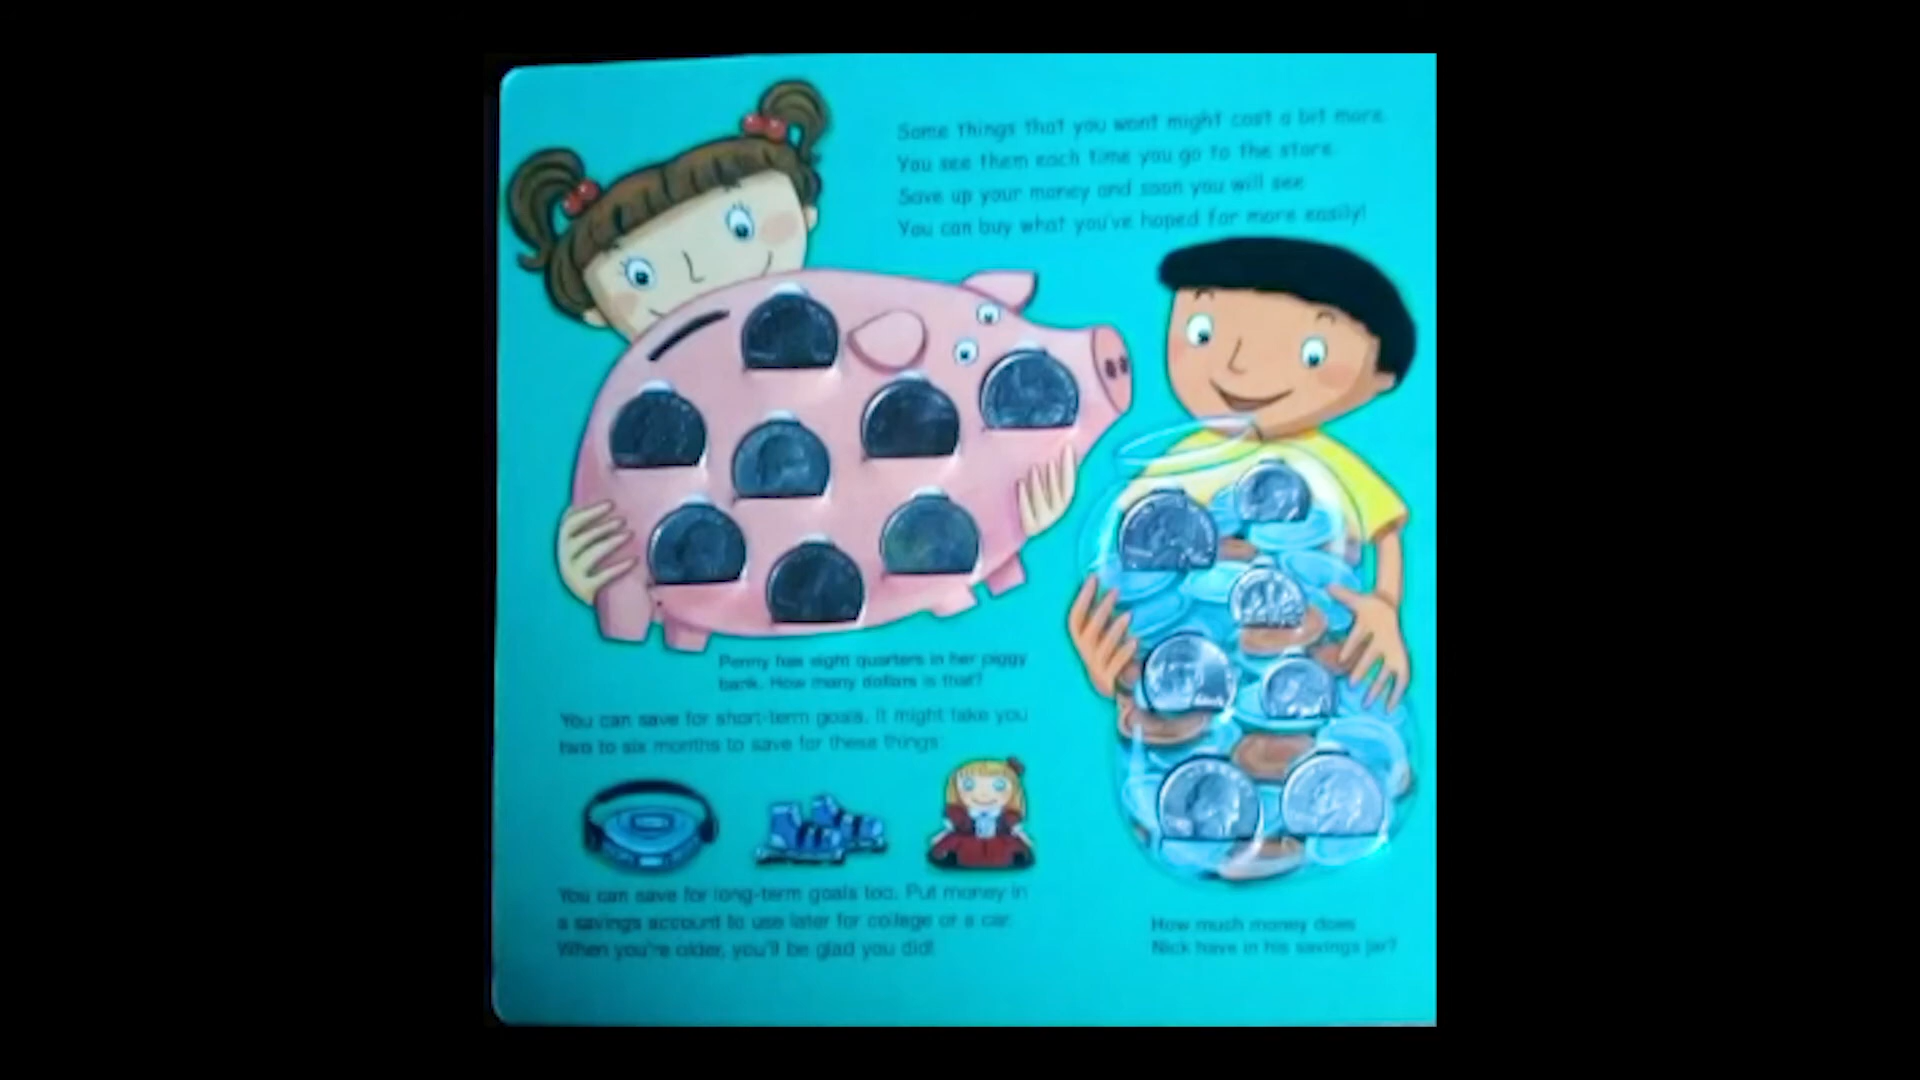 Some things that you want might cost a bit more.
You see them each time you go to the store.
Save up your money and soon you will see
You can buy what you've hoped for more easily!
Penny has eight quarters in her piggy
bank. How many dollars is that?
You can save for short-term goals. It might take you
two to six months to save for these things:
You can save for long-term goals too. Put money in
a savings account to use later for college or a car.
When you're older, you'll be glad you did!
How much money does
Nick have in his savings jar?